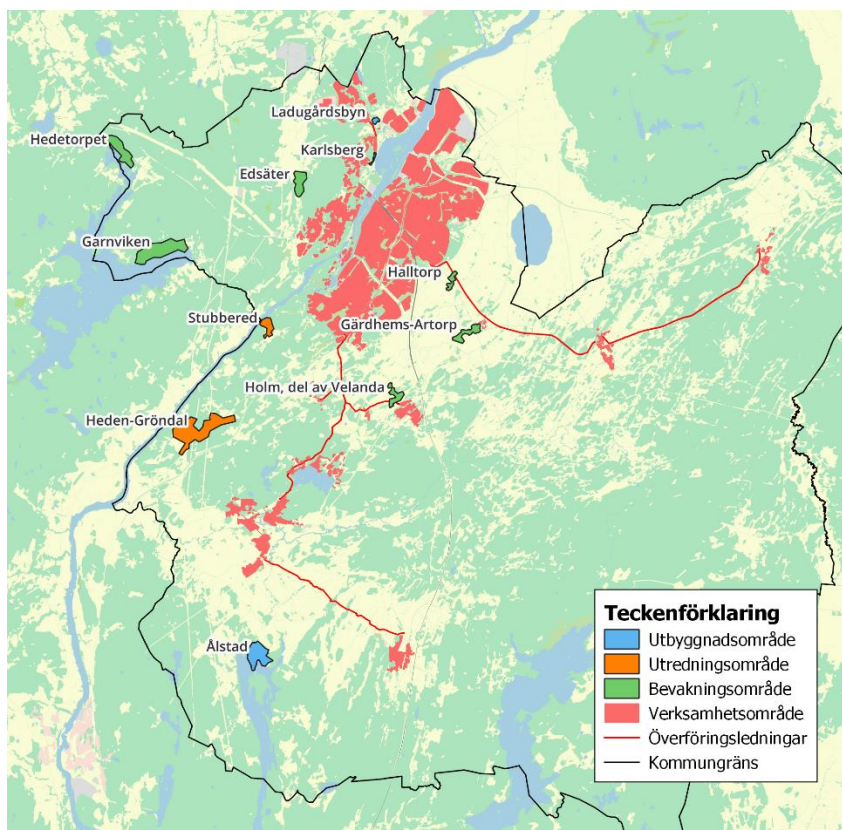 Ladugårdsbyn
Hedetorpet
Karlsberg
Edsäter
Garnviken
Halltorp
Stubbered
Gärdhems-Artorp
Holm, del av Velanda
Heden-Gröndal
Ålstad
Teckenförklaring
Utbyggnadsområde
Utredningsområde
Bevakningsområde
Verksamhetsområde
Överföringsledningar
Kommungräns